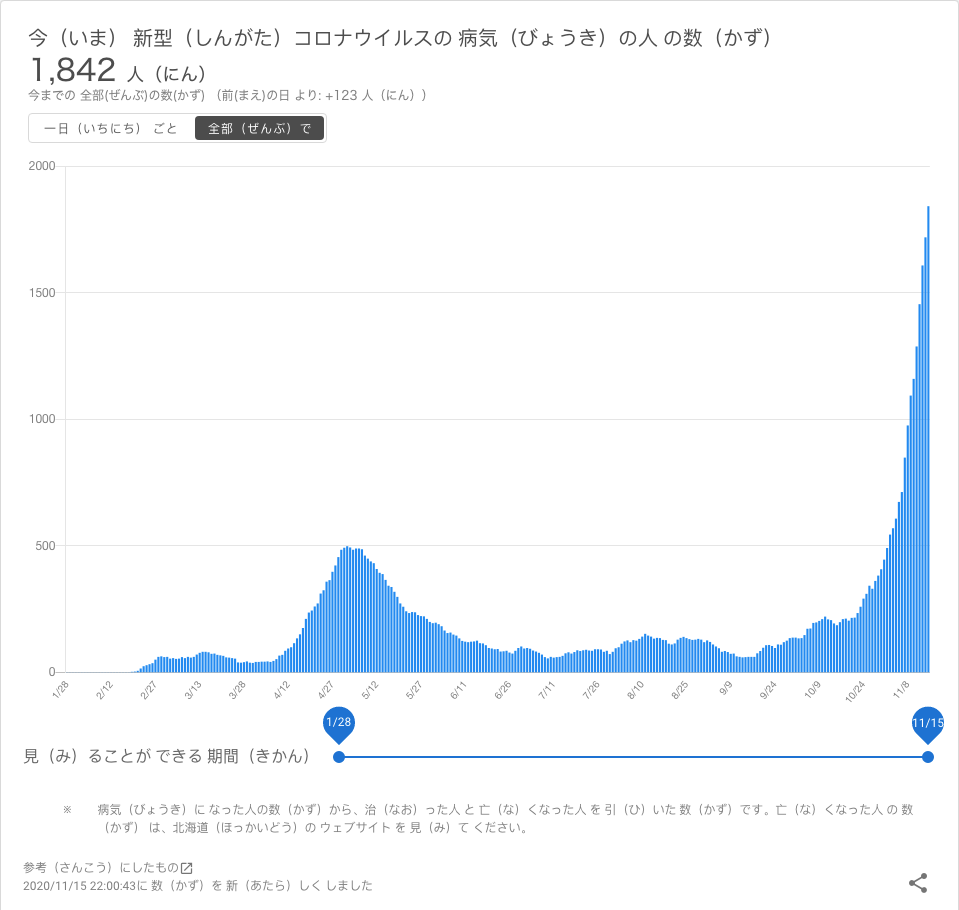 今（いま） 新型（しんがた）コロナウイルスの 病気（びょうき）の人 の数（かず）
1,842 人（にん）
今までの 全部(ぜんぶ)の数(かず) （前(まえ)の日 より: +123 人（にん））
一日（いちにち） ごと 全部（ぜんぶ）で
2000
1500
1000
500
0
1/28 2/12 2/27 3/13 3/28 4/12 4/27 5/12 5/27 6/11 6/26 7/11 7/26 8/10 8/25 9/9 9/24 10/9 10/24 11/8
1/28 11/15
見（み）ることが できる 期間（きかん）
※ 病気（びょうき）に なった人の数（かず）から、治（なお）った人 と 亡（な）くなった人 を 引（ひ）いた 数（かず）です。亡（な）くなった人 の 数
（かず） は、北海道（ほっかいどう）の ウェブサイト を 見（み）て ください。
参考（さんこう）にしたもの
2020/11/15 22:00:43に 数（かず）を 新（あたら）しく しました